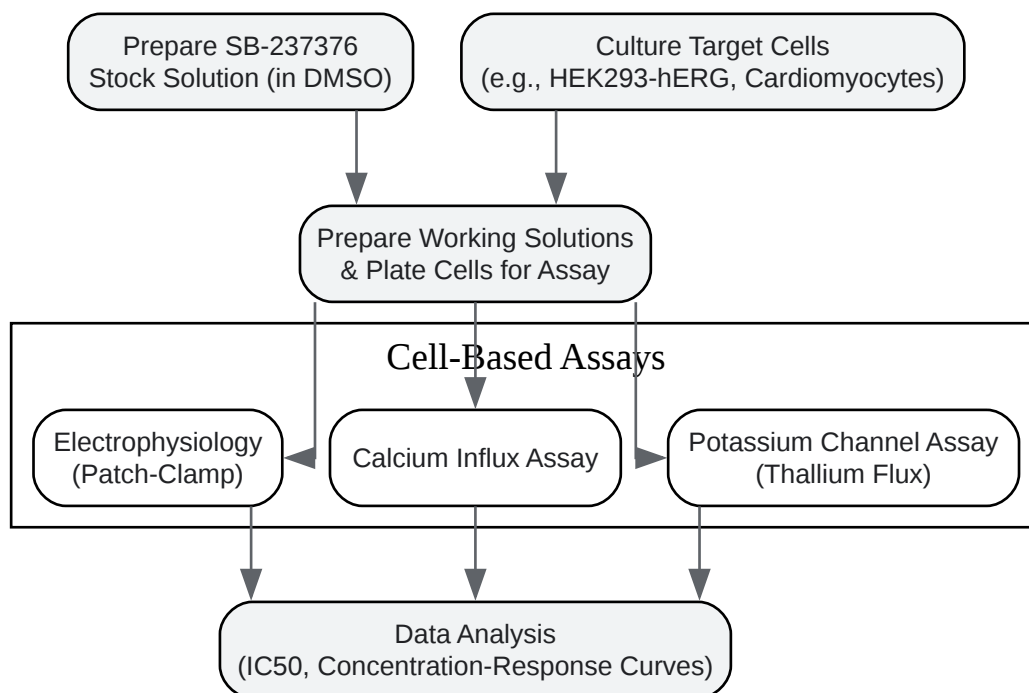 Prepare SB-237376
Stock Solution (in DMSO)
Culture Target Cells
(e.g., HEK293-hERG, Cardiomyocytes)
Prepare Working Solutions
& Plate Cells for Assay
Cell-Based Assays
Electrophysiology
(Patch-Clamp)
Calcium Influx Assay
Potassium Channel Assay
(Thallium Flux)
Data Analysis
(IC50, Concentration-Response Curves)